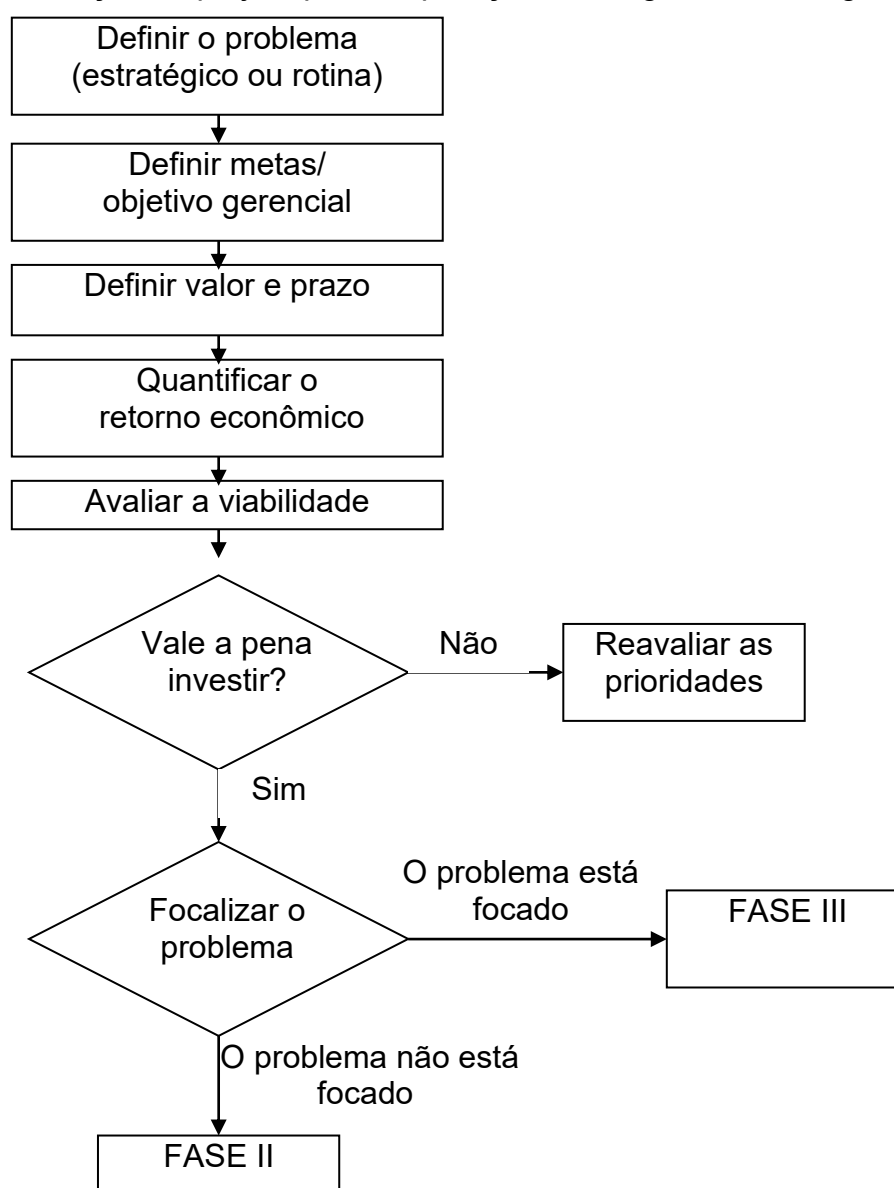 Definir o problema
(estratégico ou rotina)
Definir metas/
objetivo gerencial
Definir valor e prazo
Quantificar o
retorno econômico
Avaliar a viabilidade
Vale a pena
investir?
Não
Reavaliar as
prioridades
Sim
Focalizar o
problema
O problema está
focado
FASE III
O problema não está
focado
FASE II